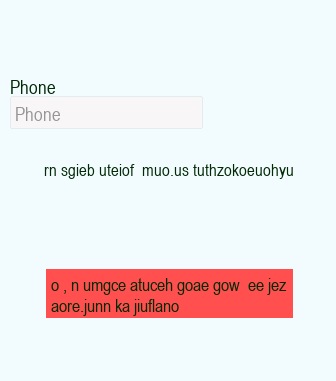 Phone
Phone
rn sgieb uteiof  muo.us tuthzokoeuohyu
o , n umgce atuceh goae gow  ee jez
aore.junn ka jiuflano